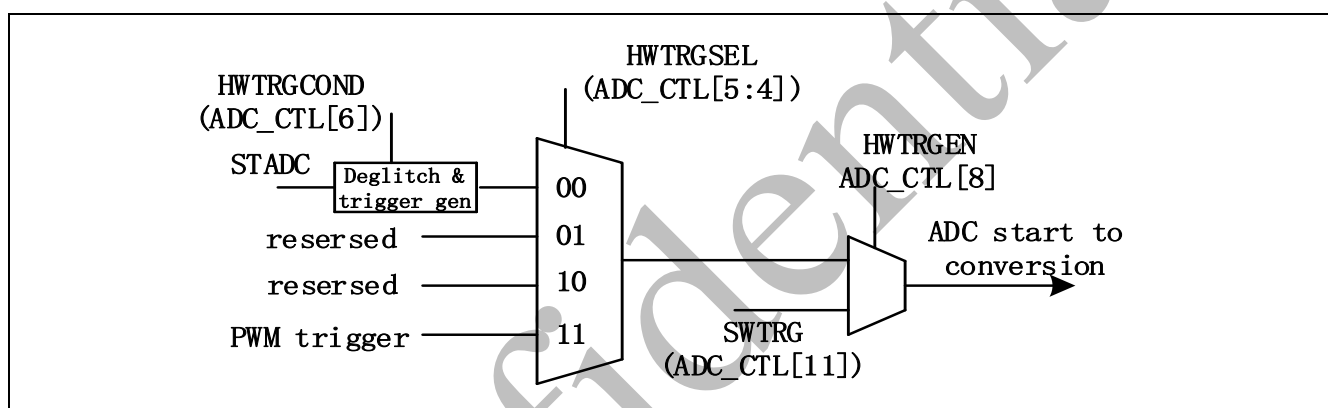 HWTRGSEL
(ADC_CTL[5:4])
HWTRGCOND
(ADC_CTL[6])
STADC
Deglitch &
trigger gen
00
HWTRGEN
ADC_CTL[8]
resersed
01
ADC start to
conversion
resersed
10
PWM trigger
11
SWTRG
(ADC_CTL[11])